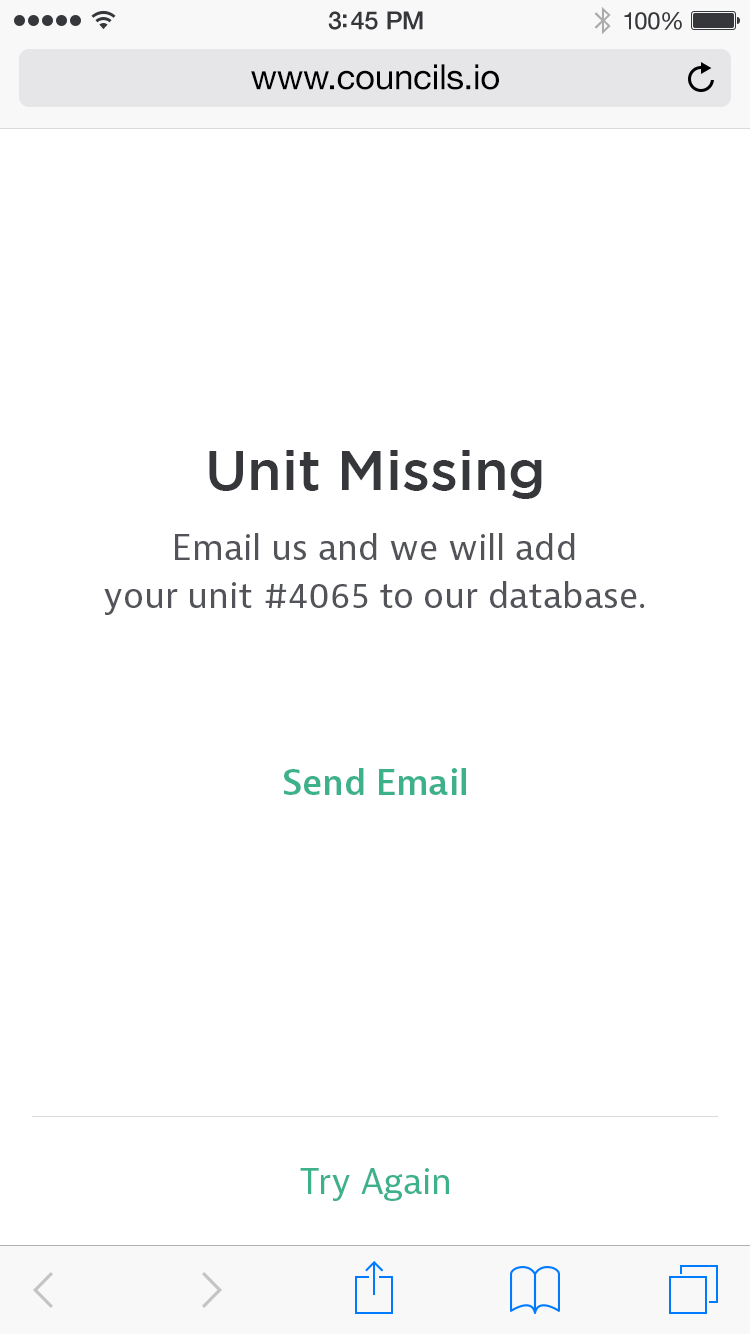 3:45 PM
100%
www.councils.io
Unit Missing
Email us and we will add
your unit #4065 to our database.
Send Email
Try Again